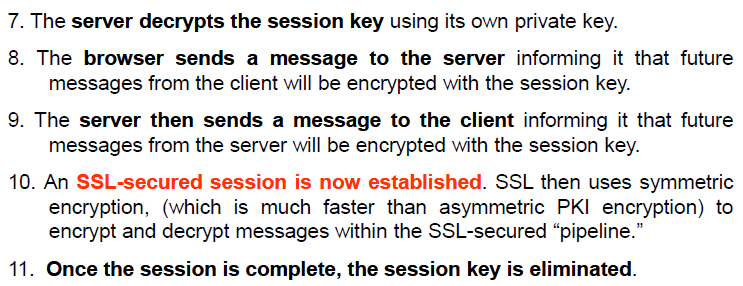 7. The server decrypts the session key using its own private key.
8. The browser sends a message to the server informing it that future
messages from the client will be encrypted with the session key.
9. The server then sends a message to the client informing it that future
messages from the server will be encrypted with the session key.
10. An SSL-secured session is now established. SSL then uses symmetric
encryption, (which is much faster than asymmetric PKI encryption) to
encrypt and decrypt messages within the SSL-secured “pipeline.”
11. Once the session is complete, the session key is eliminated.